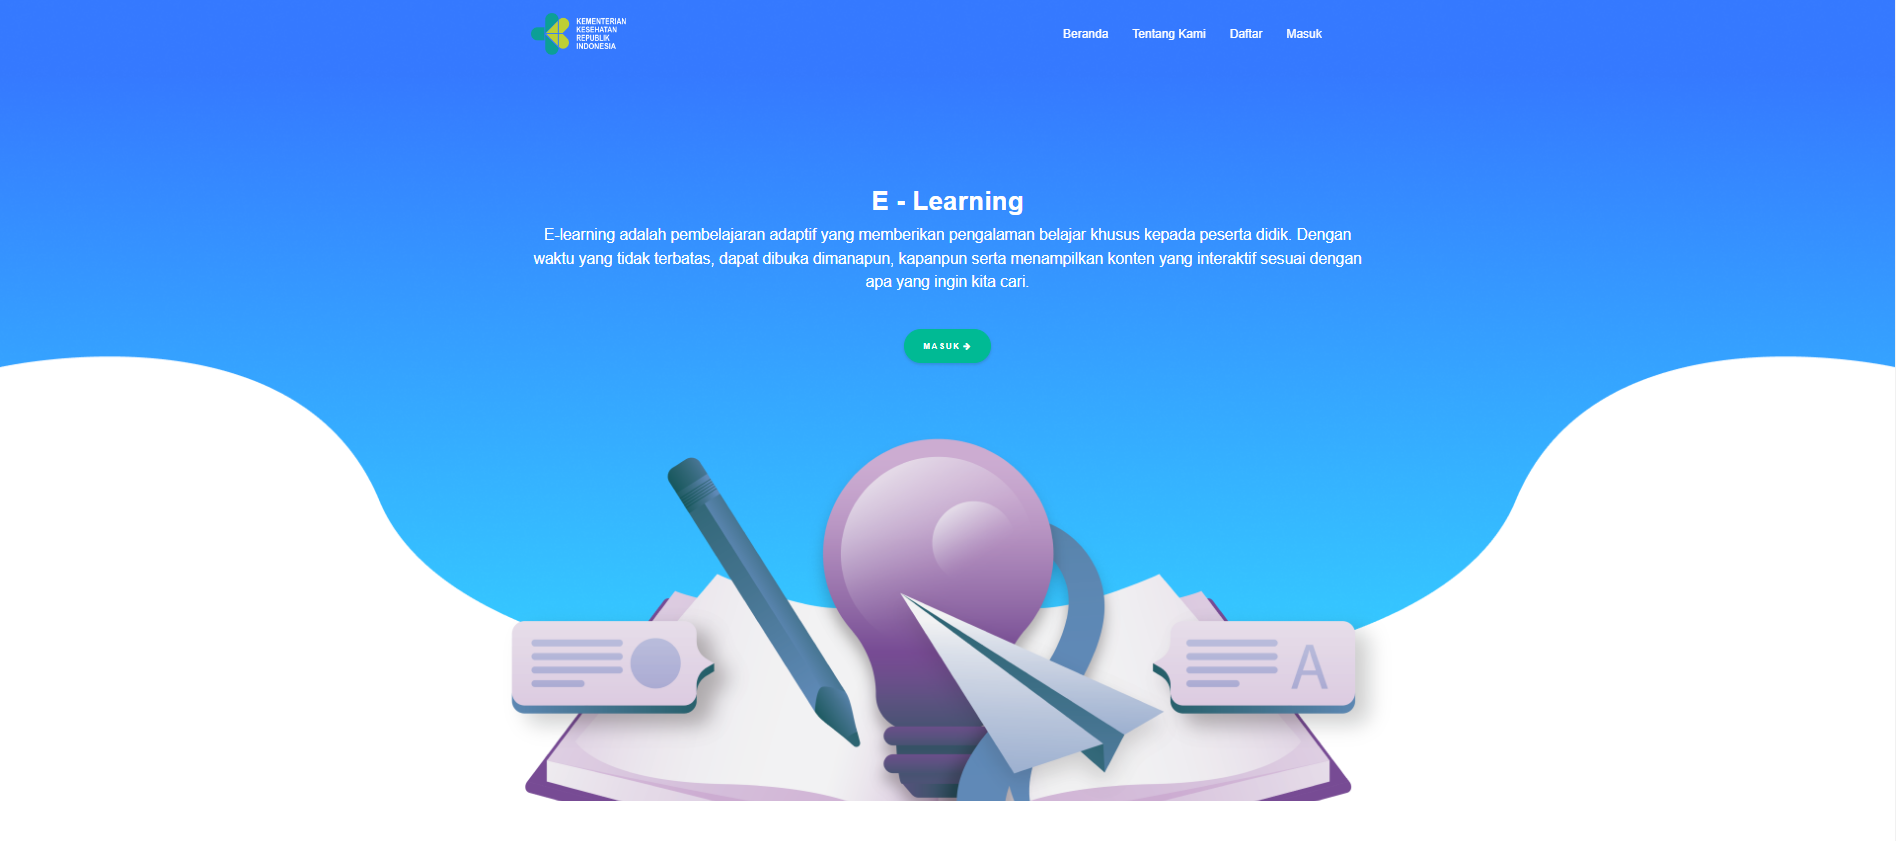 KEMENTERIAN
KESEHATAN
REPUBLIK
INDONESIA
Beranda Tentang Kami Daftar Masuk
E - Learning
E-learning adalah pembelajaran adaptif yang memberikan pengalaman belajar khusus kepada peserta didik. Dengan
waktu yang tidak terbatas, dapat dibuka dimanapun, kapanpun serta menampilkan konten yang interaktif sesuai dengan
apa yang ingin kita cari.
MASUK →
A